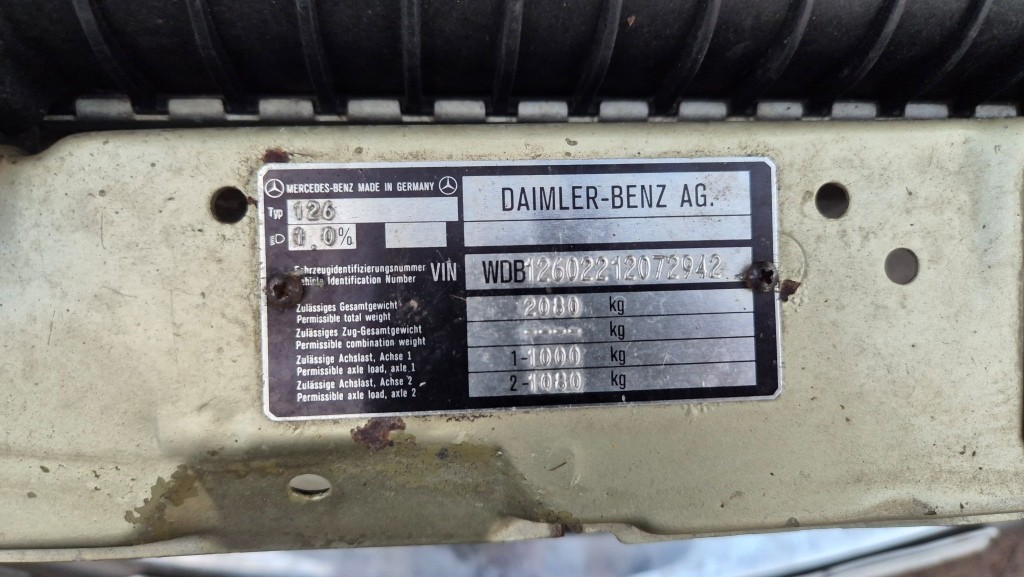 MERCEDES-BENZ MADE IN GERMANY
DAIMLER-BENZ AG.
Typ 126
1,0%
Fahrzeugidentifizierungsnummer
Vehicle Identification Number
VIN WDB12602212072942
Zulässiges Gesamtgewicht
Permissible total weight
2080 kg
Zulässiges Zug-Gesamtgewicht
Permissible combination weight
---- kg
Zulässige Achslast, Achse 1
Permissible axle load, axle 1
1-1000 kg
Zulässige Achslast, Achse 2
Permissible axle load, axle 2
2-1080 kg